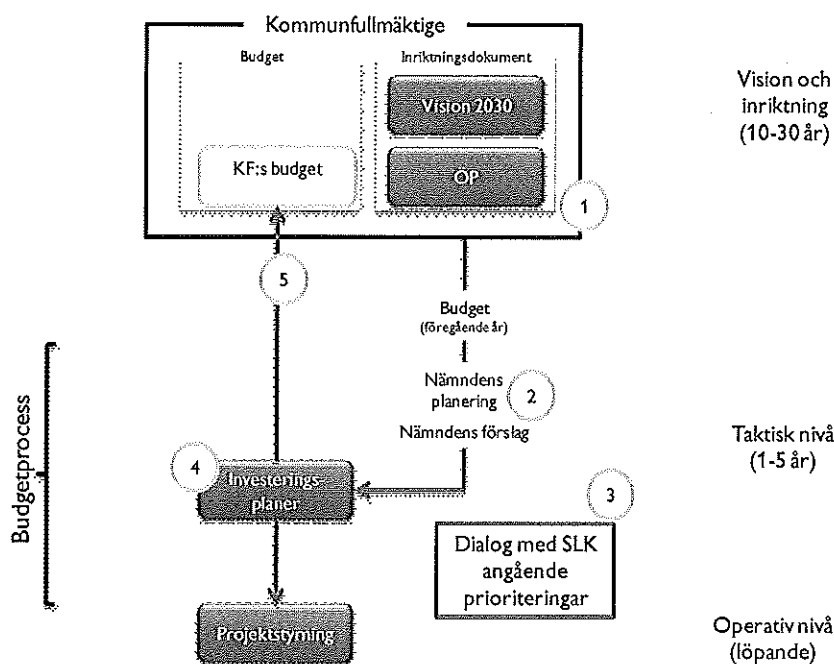 Kommunfullmäktige
Budget
Inriktningsdokument
Vision 2030
KF:s budget
ÖP
1
Vision och
inriktning
(10-30 år)
5
Budget
(föregående år)
Nämndens
planering
2
Nämndens förslag
Budgetprocess
4
Investerings-
planer
Taktisk nivå
(1-5 år)
3
Dialog med SLK
angående
prioriteringar
Projektstyrning
Operativ nivå
(löpande)